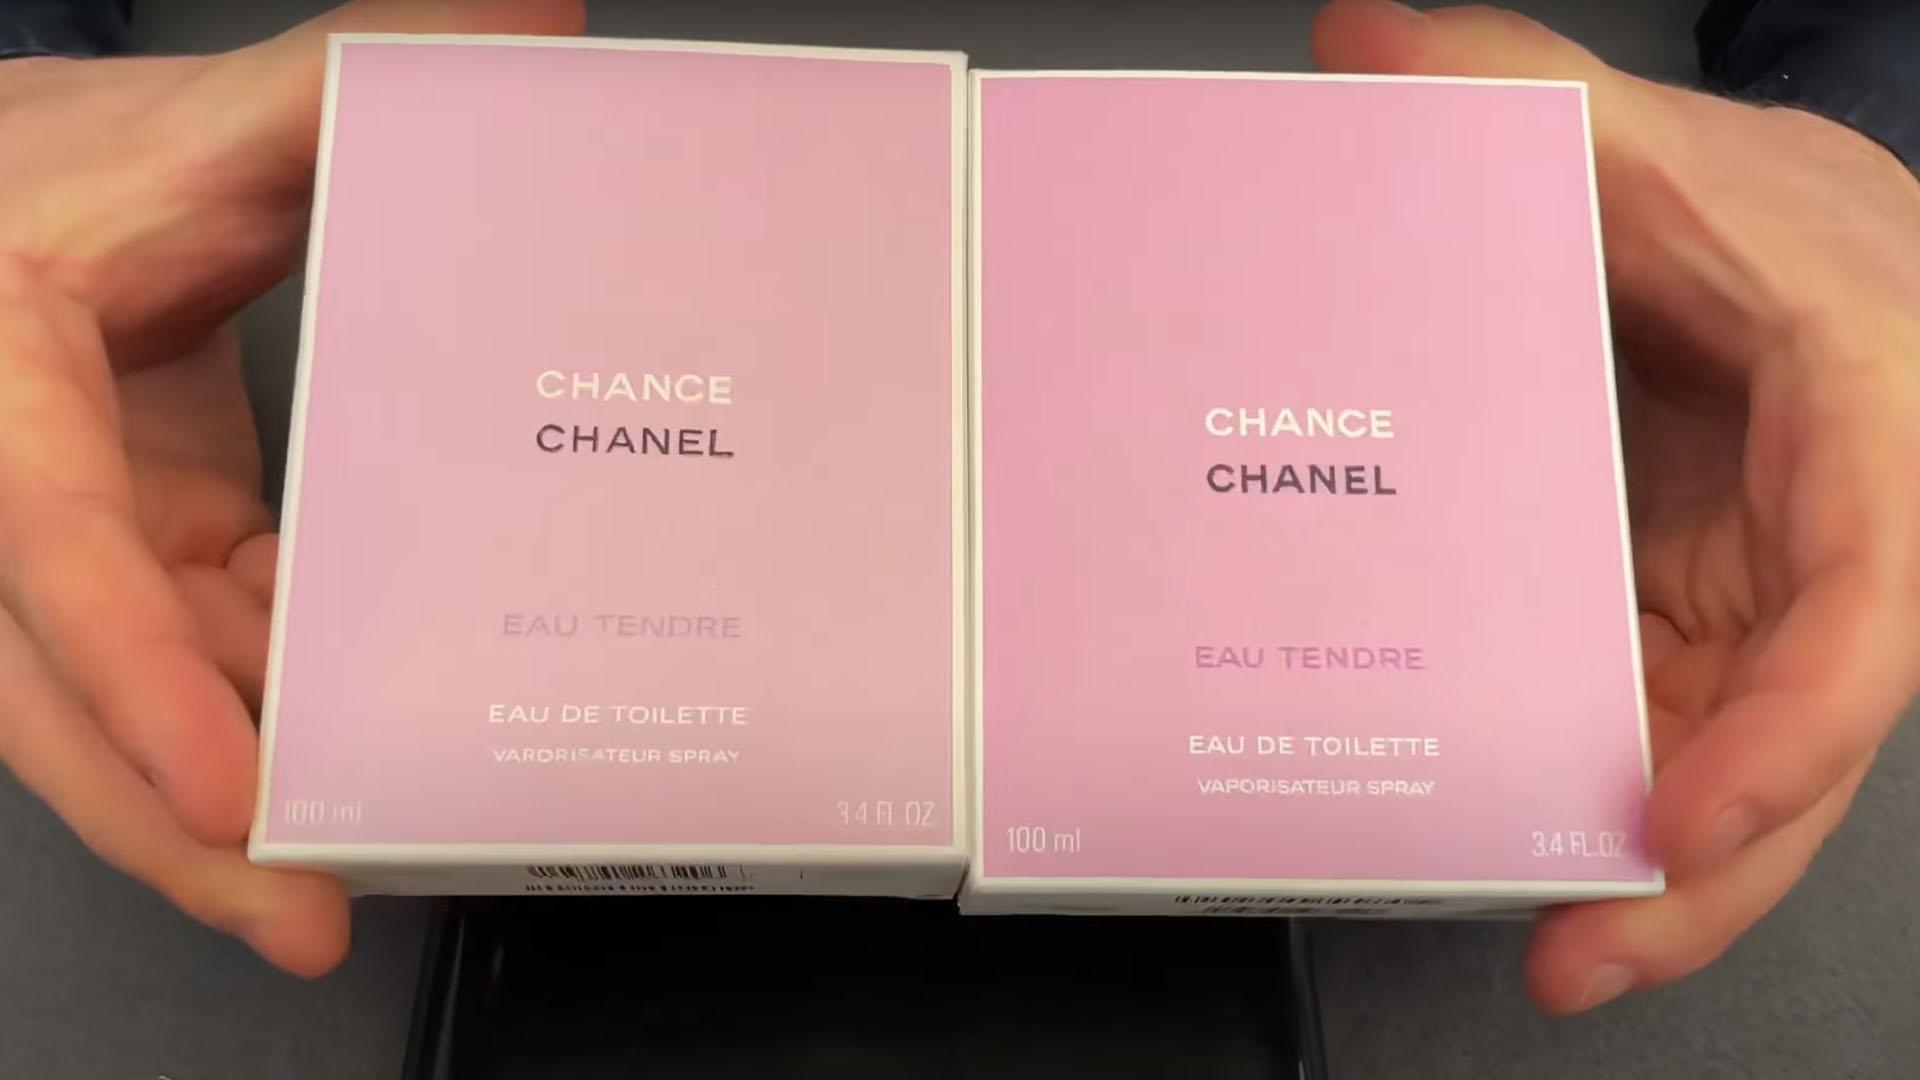 CHANCE
CHANEL
EAU TENDRE
EAU DE TOILETTE
VAPORISATEUR SPRAY
100 ml
3.4 FL. OZ
CHANCE
CHANEL
EAU TENDRE
EAU DE TOILETTE
VAPORISATEUR SPRAY
100 ml
3.4 FL.OZ